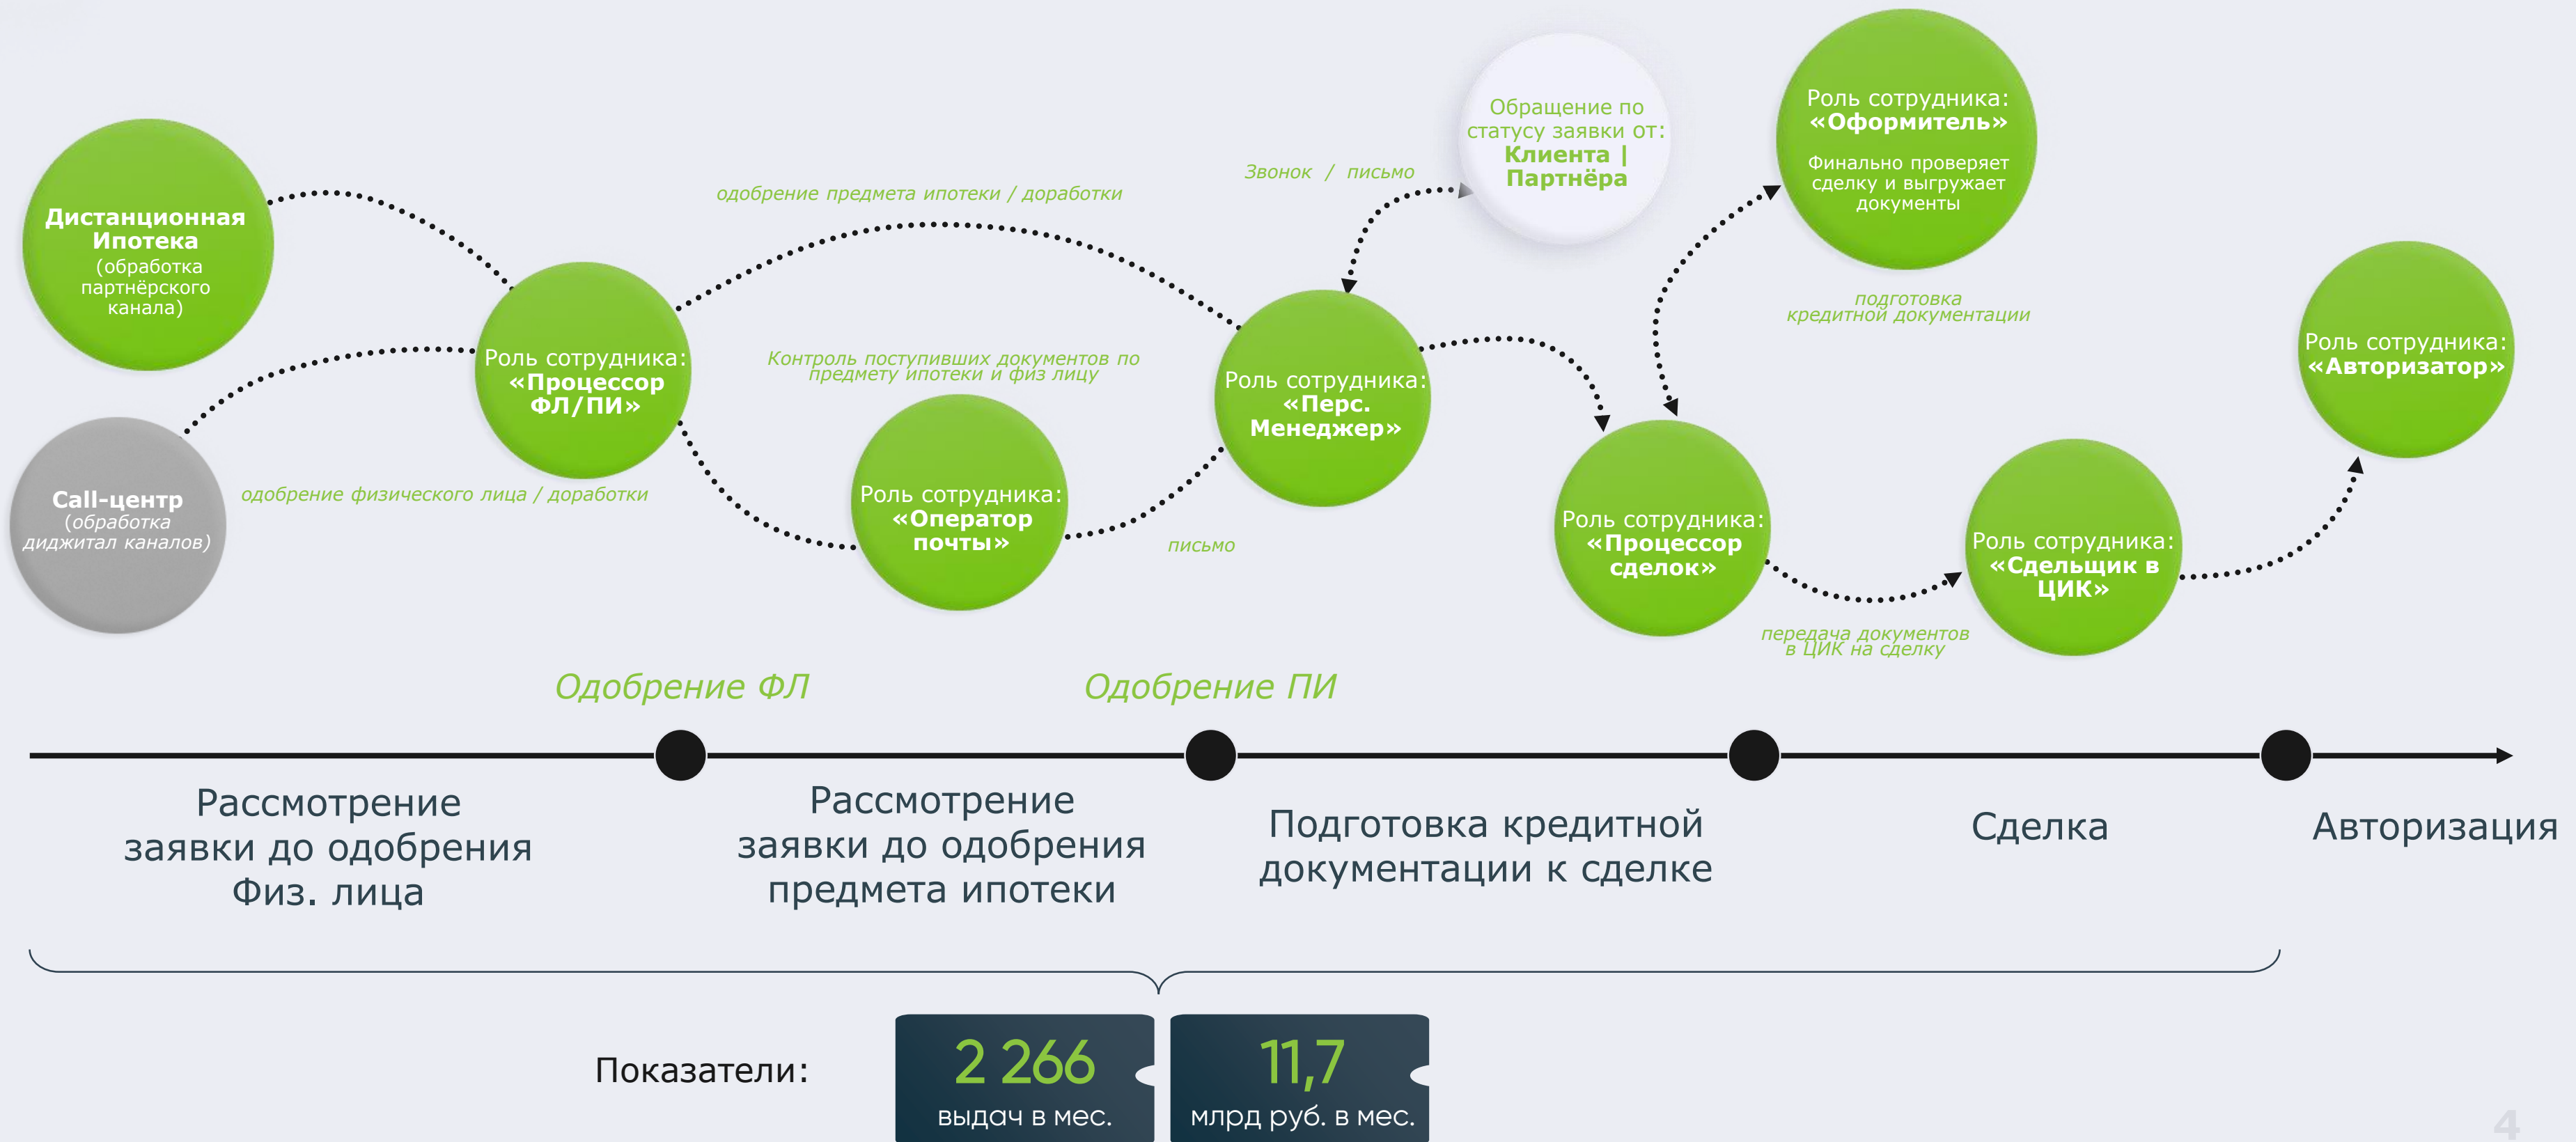 Дистанционная
Ипотека
(обработка
партнёрского
канала)
Call-центр
(обработка
диджитал каналов)
одобрение физического лица / доработки
Роль сотрудника:
«Процессор
ФЛ/ПИ»
одобрение предмета ипотеки / доработки
Контроль поступивших документов по
предмету ипотеки и физ лицу
Роль сотрудника:
«Оператор
почты»
письмо
Роль сотрудника:
«Перс.
Менеджер»
Звонок / письмо
Обращение по
статусу заявки от:
Клиента |
Партнёра
Роль сотрудника:
«Оформитель»
Финально проверяет
сделку и выгружает
документы
подготовка
кредитной документации
Роль сотрудника:
«Процессор
сделок»
передача документов
в ЦИК на сделку
Роль сотрудника:
«Сдельщик в
ЦИК»
Роль сотрудника:
«Авторизатор»
Одобрение ФЛ
Одобрение ПИ
Рассмотрение
заявки до одобрения
Физ. лица
Рассмотрение
заявки до одобрения
предмета ипотеки
Подготовка кредитной
документации к сделке
Сделка
Авторизация
Показатели:
2 266
выдач в мес.
11,7
млрд руб. в мес.
4